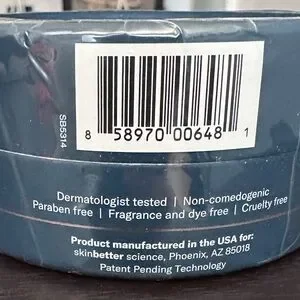 SB5314
8 58970 00648 1
Dermatologist tested | Non-comedogenic
Paraben free | Fragrance and dye free | Cruelty free
Product manufactured in the USA for:
skinbetter science, Phoenix, AZ 85018
Patent Pending Technology